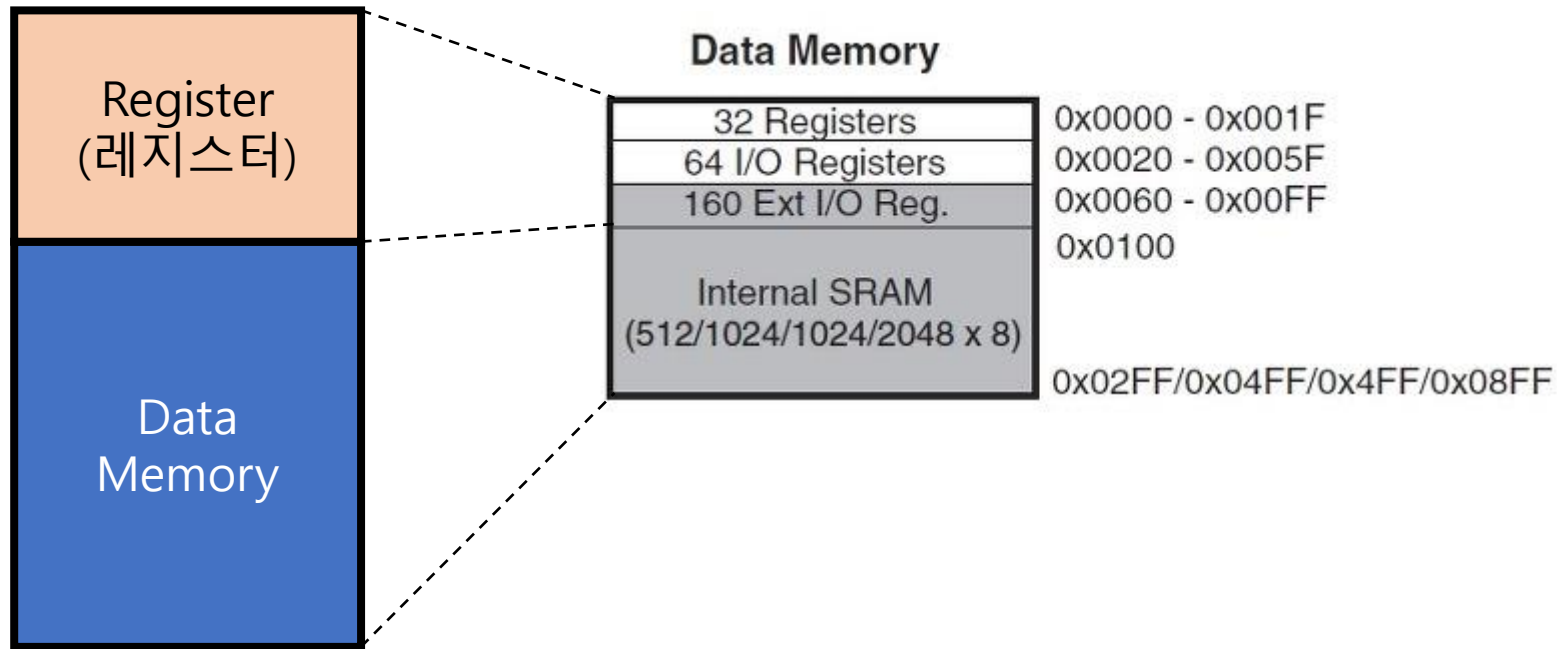 Register
(레지스터)
Data
Memory
Data Memory
32 Registers
0x0000 - 0x001F
64 I/O Registers
0x0020 - 0x005F
160 Ext I/O Reg.
0x0060 - 0x00FF
0x0100
Internal SRAM
(512/1024/1024/2048 x 8)
0x02FF/0x04FF/0x4FF/0x08FF